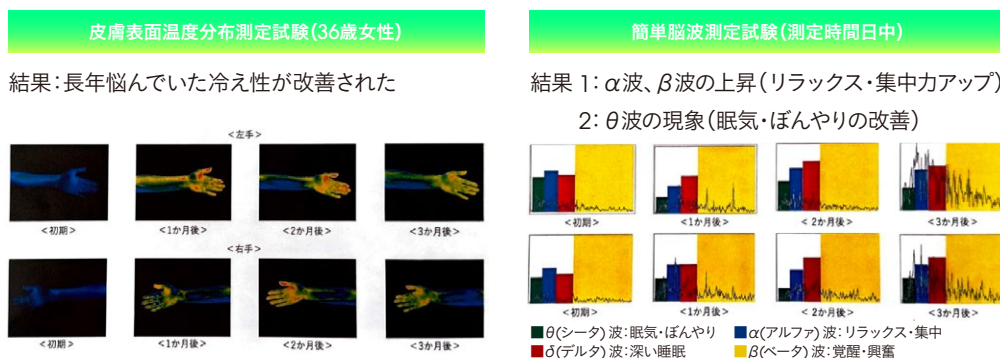 皮膚表面温度分布測定試験(36歳女性)
結果:長年悩んでいた冷え性が改善された
<左手>
<初期>
<1か月後>
<2か月後>
<3か月後>
<右手>
<初期>
<1か月後>
<2か月後>
<3か月後>
簡単脳波測定試験(測定時間日中)
結果 1:α波、β波の上昇(リラックス・集中力アップ)
2:θ波の現象(眠気・ぼんやりの改善)
<初期>
<1か月後>
<2か月後>
<3か月後>
<初期>
<1か月後>
<2か月後>
<3か月後>
θ(シータ)波:眠気・ぼんやり
α(アルファ)波:リラックス・集中
δ(デルタ)波:深い睡眠
β(ベータ)波:覚醒・興奮